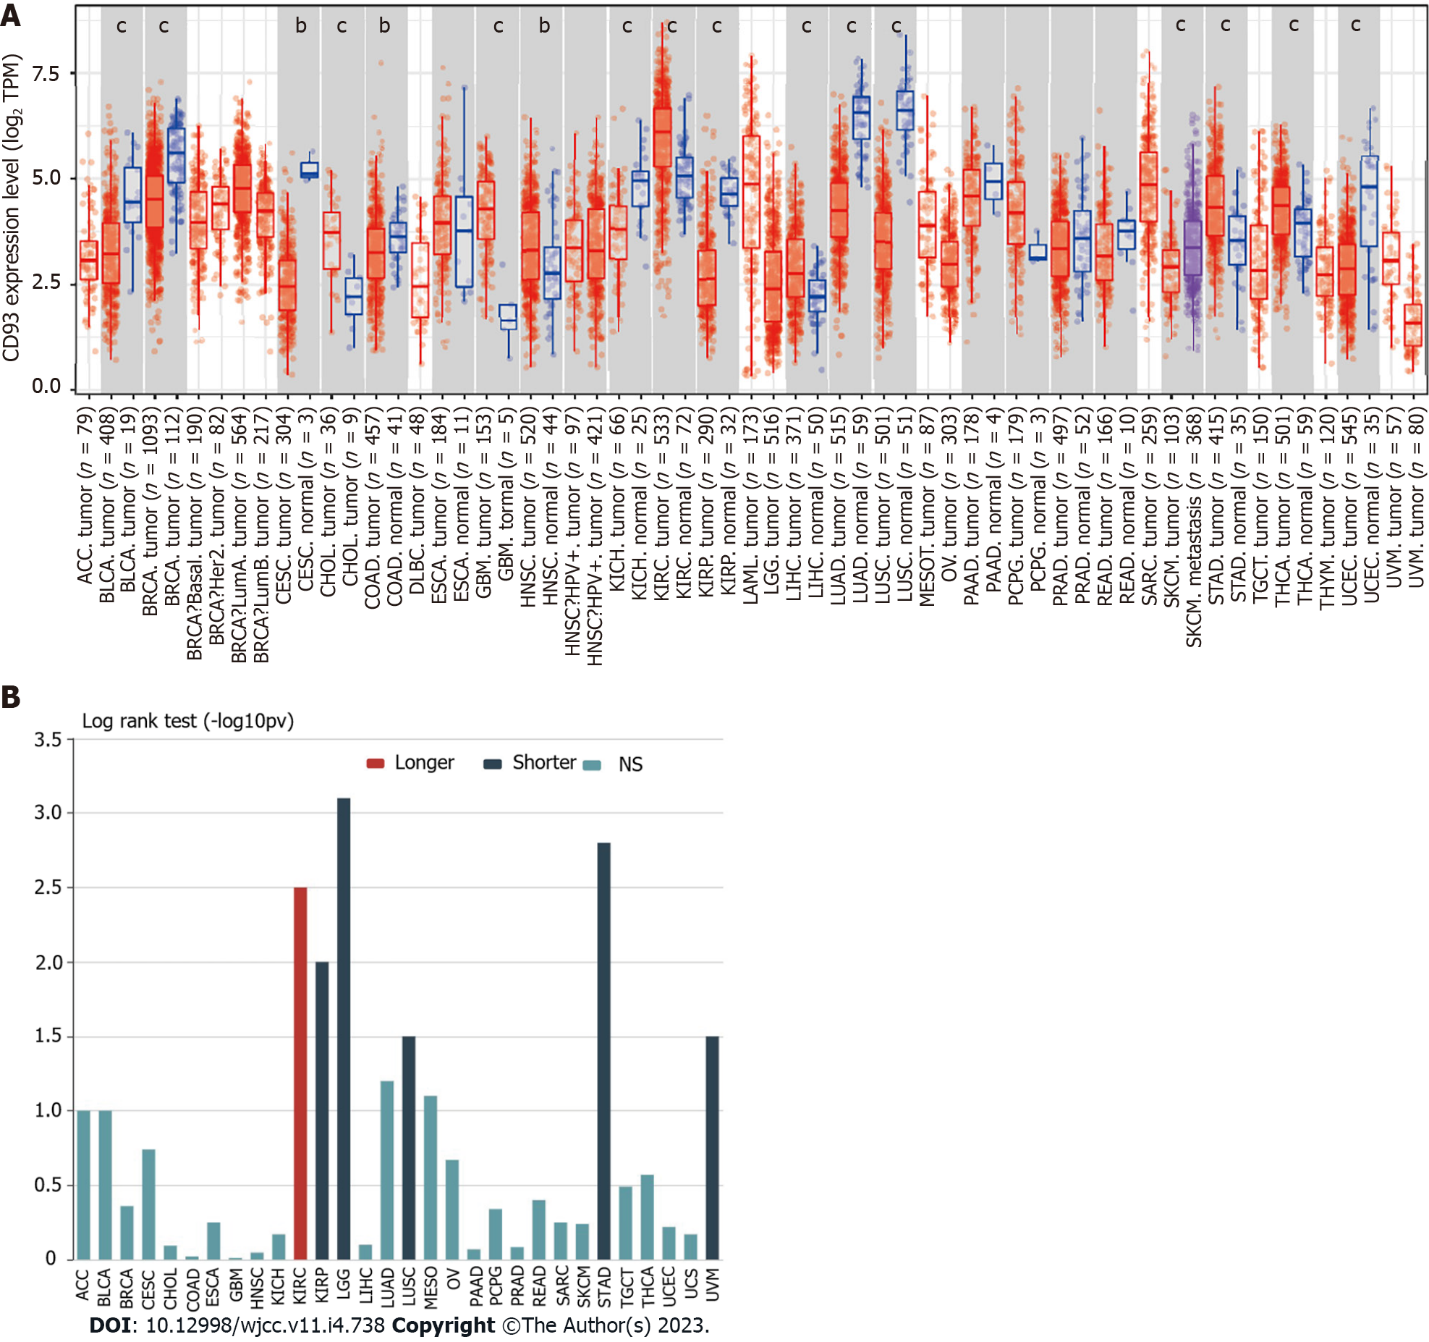 A
c c b c b c b c c c c c c c c c c
CD93 expression level (log2 TPM)
7.5
5.0
2.5
0.0
ACC. tumor (n = 79)
BLCA. tumor (n = 408)
BLCA. tumor (n = 19)
BRCA. tumor (n = 1093)
BRCA. tumor (n = 112)
BRCA?Basal. tumor (n = 190)
BRCA?Her2. tumor (n = 82)
BRCA?LumA. tumor (n = 564)
BRCA?LumB. tumor (n = 217)
CESC. tumor (n = 304)
CESC. normal (n = 3)
CHOL. tumor (n = 36)
CHOL. tumor (n = 9)
COAD. tumor (n = 457)
COAD. normal (n = 41)
DLBC. tumor (n = 48)
ESCA. tumor (n = 184)
ESCA. normal (n = 11)
GBM. tumor (n = 153)
GBM. tormal (n = 5)
HNSC. tumor (n = 520)
HNSC. normal (n = 44)
HNSC?HPV+. tumor (n = 97)
HNSC?HPV+. tumor (n = 421)
KICH. tumor (n = 66)
KICH. normal (n = 25)
KIRC. tumor (n = 533)
KIRC. normal (n = 72)
KIRP. tumor (n = 290)
KIRP. normal (n = 32)
LAML. tumor (n = 173)
LGG. tumor (n = 516)
LIHC. tumor (n = 371)
LIHC. normal (n = 50)
LUAD. tumor (n = 515)
LUAD. normal (n = 59)
LUSC. tumor (n = 501)
LUSC. normal (n = 51)
MESOT. tumor (n = 87)
OV. tumor (n = 303)
PAAD. tumor (n = 178)
PAAD. normal (n = 4)
PCPG. tumor (n = 179)
PCPG. normal (n = 3)
PRAD. tumor (n = 497)
PRAD. tumor (n = 52)
READ. tumor (n = 166)
READ. normal (n = 10)
SARC. tumor (n = 259)
SKCM. tumor (n = 103)
SKCM. metastasis (n = 368)
STAD. tumor (n = 415)
STAD. normal (n = 35)
TGCT. tumor (n = 150)
THCA. tumor (n = 501)
THCA. normal (n = 59)
THYM. tumor (n = 120)
UCEC. tumor (n = 545)
UCEC. normal (n = 35)
UVM. tumor (n = 57)
UVM. tumor (n = 80)
B
Log rank test (-log10pv)
Longer Shorter NS
3.5
3.0
2.5
2.0
1.5
1.0
0.5
0
ACC
BLCA
BRCA
CESC
CHOL
COAD
ESCA
GBM
HNSC
KICH
KIRC
KIRP
LGG
LIHC
LUAD
LUSC
MESO
OV
PAAD
PCPG
PRAD
READ
SARC
SKCM
STAD
TGCT
THCA
UCEC
UCS
UVM
DOI: 10.12998/wjcc.v11.i4.738 Copyright ©The Author(s) 2023.